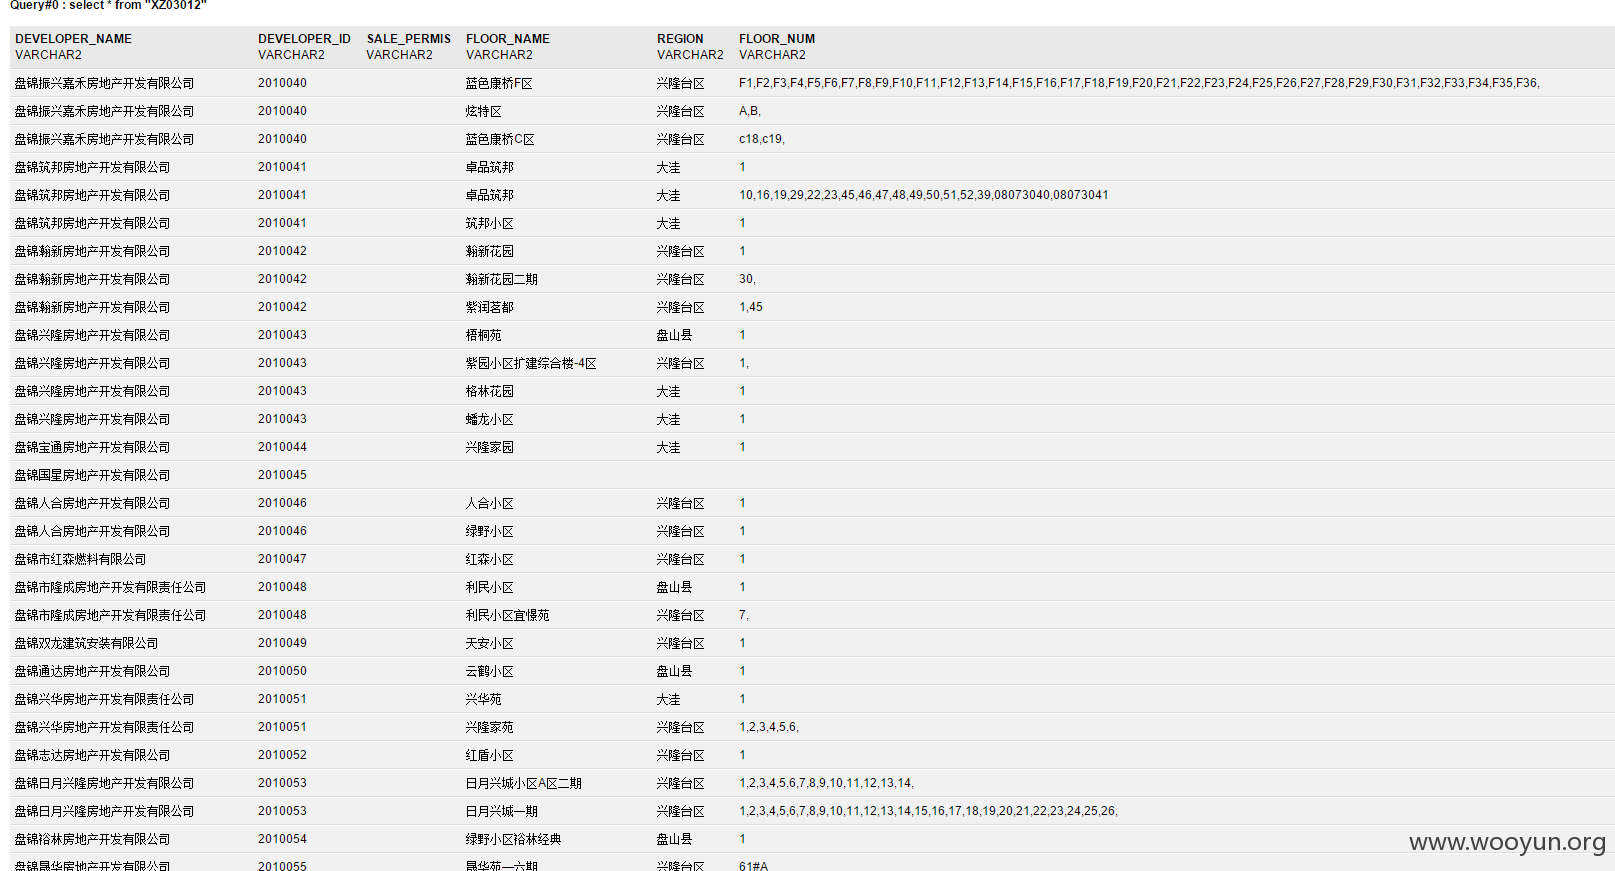 Query#0 : select * from "XZ03012"
DEVELOPER_NAME DEVELOPER_ID SALE_PERMIS FLOOR_NAME REGION FLOOR_NUM
VARCHAR2 VARCHAR2 VARCHAR2 VARCHAR2 VARCHAR2 VARCHAR2
盘锦振兴嘉禾房地产开发有限公司 2010040 蓝色康桥F区 兴隆台区 F1,F2,F3,F4,F5,F6,F7,F8,F9,F10,F11,F12,F13,F14,F15,F16,F17,F18,F19,F20,F21,F22,F23,F24,F25,F26,F27,F28,F29,F30,F31,F32,F33,F34,F35,F36,
盘锦振兴嘉禾房地产开发有限公司 2010040 炫特区 兴隆台区 A,B,
盘锦振兴嘉禾房地产开发有限公司 2010040 蓝色康桥C区 兴隆台区 c18,c19,
盘锦筑邦房地产开发有限公司 2010041 卓品筑邦 大洼 1
盘锦筑邦房地产开发有限公司 2010041 卓品筑邦 大洼 10,16,19,29,22,23,45,46,47,48,49,50,51,52,39,08073040,08073041
盘锦筑邦房地产开发有限公司 2010041 筑邦小区 大洼 1
盘锦瀚新房地产开发有限公司 2010042 瀚新花园 兴隆台区 1
盘锦瀚新房地产开发有限公司 2010042 瀚新花园二期 兴隆台区 30,
盘锦瀚新房地产开发有限公司 2010042 紫润茗都 兴隆台区 1,45
盘锦兴隆房地产开发有限公司 2010043 梧桐苑 盘山县 1
盘锦兴隆房地产开发有限公司 2010043 紫园小区扩建综合楼-4区 兴隆台区 1,
盘锦兴隆房地产开发有限公司 2010043 格林花园 大洼 1
盘锦兴隆房地产开发有限公司 2010043 蟠龙小区 大洼 1
盘锦宝通房地产开发有限公司 2010044 兴隆家园 大洼 1
盘锦国星房地产开发有限公司 2010045
盘锦人合房地产开发有限公司 2010046 人合小区 兴隆台区 1
盘锦人合房地产开发有限公司 2010046 绿野小区 兴隆台区 1
盘锦市红森燃料有限公司 2010047 红森小区 兴隆台区 1
盘锦市隆成房地产开发有限责任公司 2010048 利民小区 盘山县 1
盘锦市隆成房地产开发有限责任公司 2010048 利民小区宜憬苑 兴隆台区 7,
盘锦双龙建筑安装有限公司 2010049 天安小区 兴隆台区 1
盘锦通达房地产开发有限公司 2010050 云鹤小区 盘山县 1
盘锦兴华房地产开发有限责任公司 2010051 兴华苑 大洼 1
盘锦兴华房地产开发有限责任公司 2010051 兴隆家苑 兴隆台区 1,2,3,4,5,6,
盘锦志达房地产开发有限公司 2010052 红盾小区 兴隆台区 1
盘锦日月兴隆房地产开发有限公司 2010053 日月兴城小区A区二期 兴隆台区 1,2,3,4,5,6,7,8,9,10,11,12,13,14,
盘锦日月兴隆房地产开发有限公司 2010053 日月兴城一期 兴隆台区 1,2,3,4,5,6,7,8,9,10,11,12,13,14,15,16,17,18,19,20,21,22,23,24,25,26,
盘锦裕林房地产开发有限公司 2010054 绿野小区裕林经典 盘山县 1
盘锦晟华房地产开发有限公司 2010055 晟华苑一六期 兴隆台区 61#A
www.wooyun.org